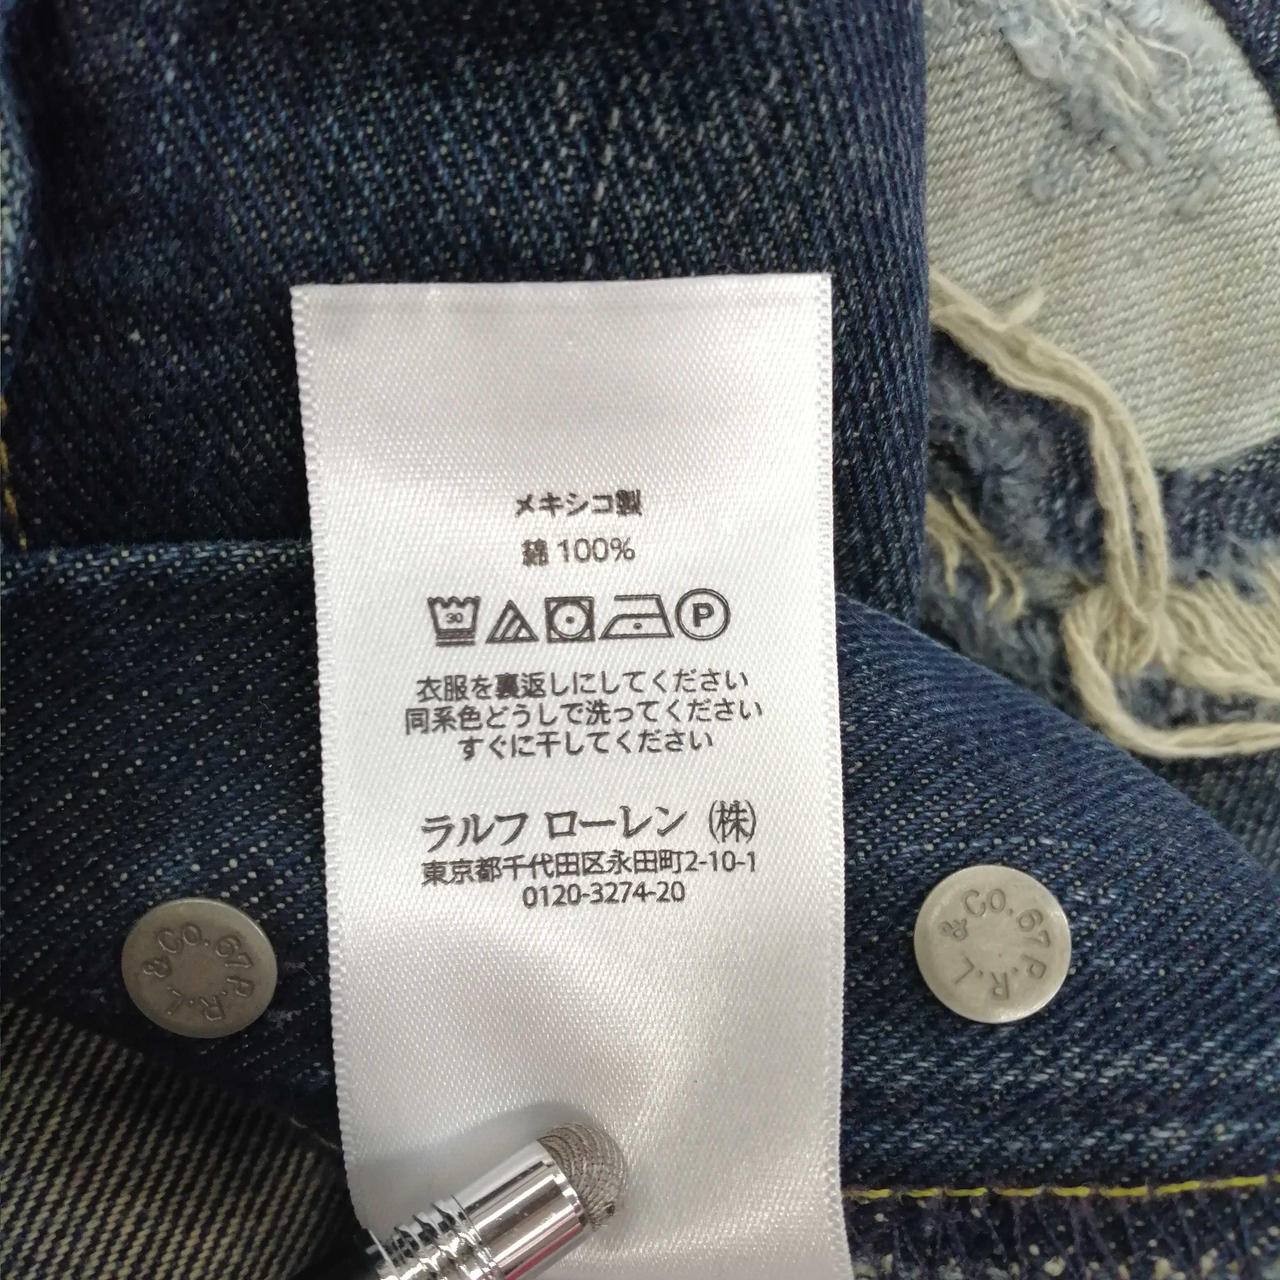 メキシコ製
綿 100%
30 P
衣服を裏返しにしてください
同系色どうしで洗ってください
すぐに干してください
ラルフ ローレン (株)
東京都千代田区永田町2-10-1
0120-3274-20
&Co. 67 P.R.L
&Co. 67 P.R.L